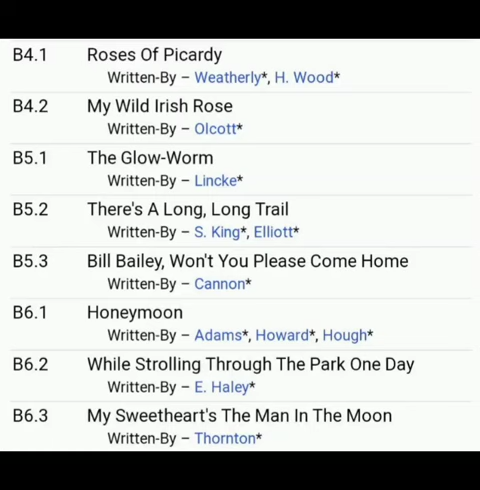 B4.1 Roses Of Picardy
Written-By – Weatherly*, H. Wood*
B4.2 My Wild Irish Rose
Written-By – Olcott*
B5.1 The Glow-Worm
Written-By – Lincke*
B5.2 There's A Long, Long Trail
Written-By – S. King*, Elliott*
B5.3 Bill Bailey, Won't You Please Come Home
Written-By – Cannon*
B6.1 Honeymoon
Written-By – Adams*, Howard*, Hough*
B6.2 While Strolling Through The Park One Day
Written-By – E. Haley*
B6.3 My Sweetheart's The Man In The Moon
Written-By – Thornton*